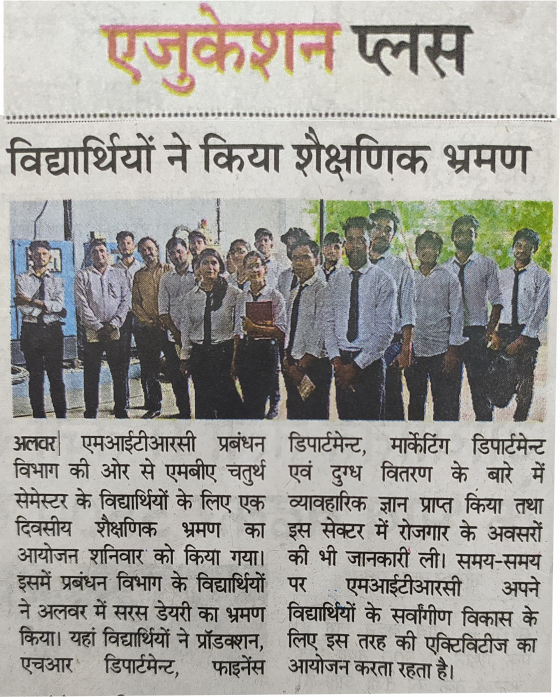 एजुकेशन प्लस
विद्यार्थियों ने किया शैक्षणिक भ्रमण
अलवर| एमआईटीआरसी प्रबंधन
विभाग की ओर से एमबीए चतुर्थ
सेमेस्टर के विद्यार्थियों के लिए एक
दिवसीय शैक्षणिक भ्रमण का
आयोजन शनिवार को किया गया।
इसमें प्रबंधन विभाग के विद्यार्थियों
ने अलवर में सरस डेयरी का भ्रमण
किया। यहां विद्यार्थियों ने प्रॉडक्शन,
एचआर डिपार्टमेन्ट, फाइनेंस
डिपार्टमेन्ट, मार्केटिंग डिपार्टमेन्ट
एवं दुग्ध वितरण के बारे में
व्यावहारिक ज्ञान प्राप्त किया तथा
इस सेक्टर में रोजगार के अवसरों
की भी जानकारी ली। समय-समय
पर एमआईटीआरसी अपने
विद्यार्थियों के सर्वांगीण विकास के
लिए इस तरह की एक्टिविटीज का
आयोजन करता रहता है।